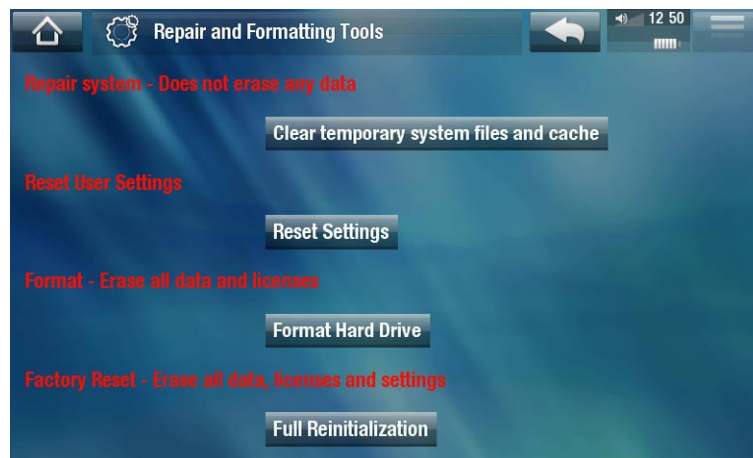 Repair and Formatting Tools
12 50
Repair system - Does not erase any data
Clear temporary system files and cache
Reset User Settings
Reset Settings
Format - Erase all data and licenses
Format Hard Drive
Factory Reset - Erase all data, licenses and settings
Full Reinitialization